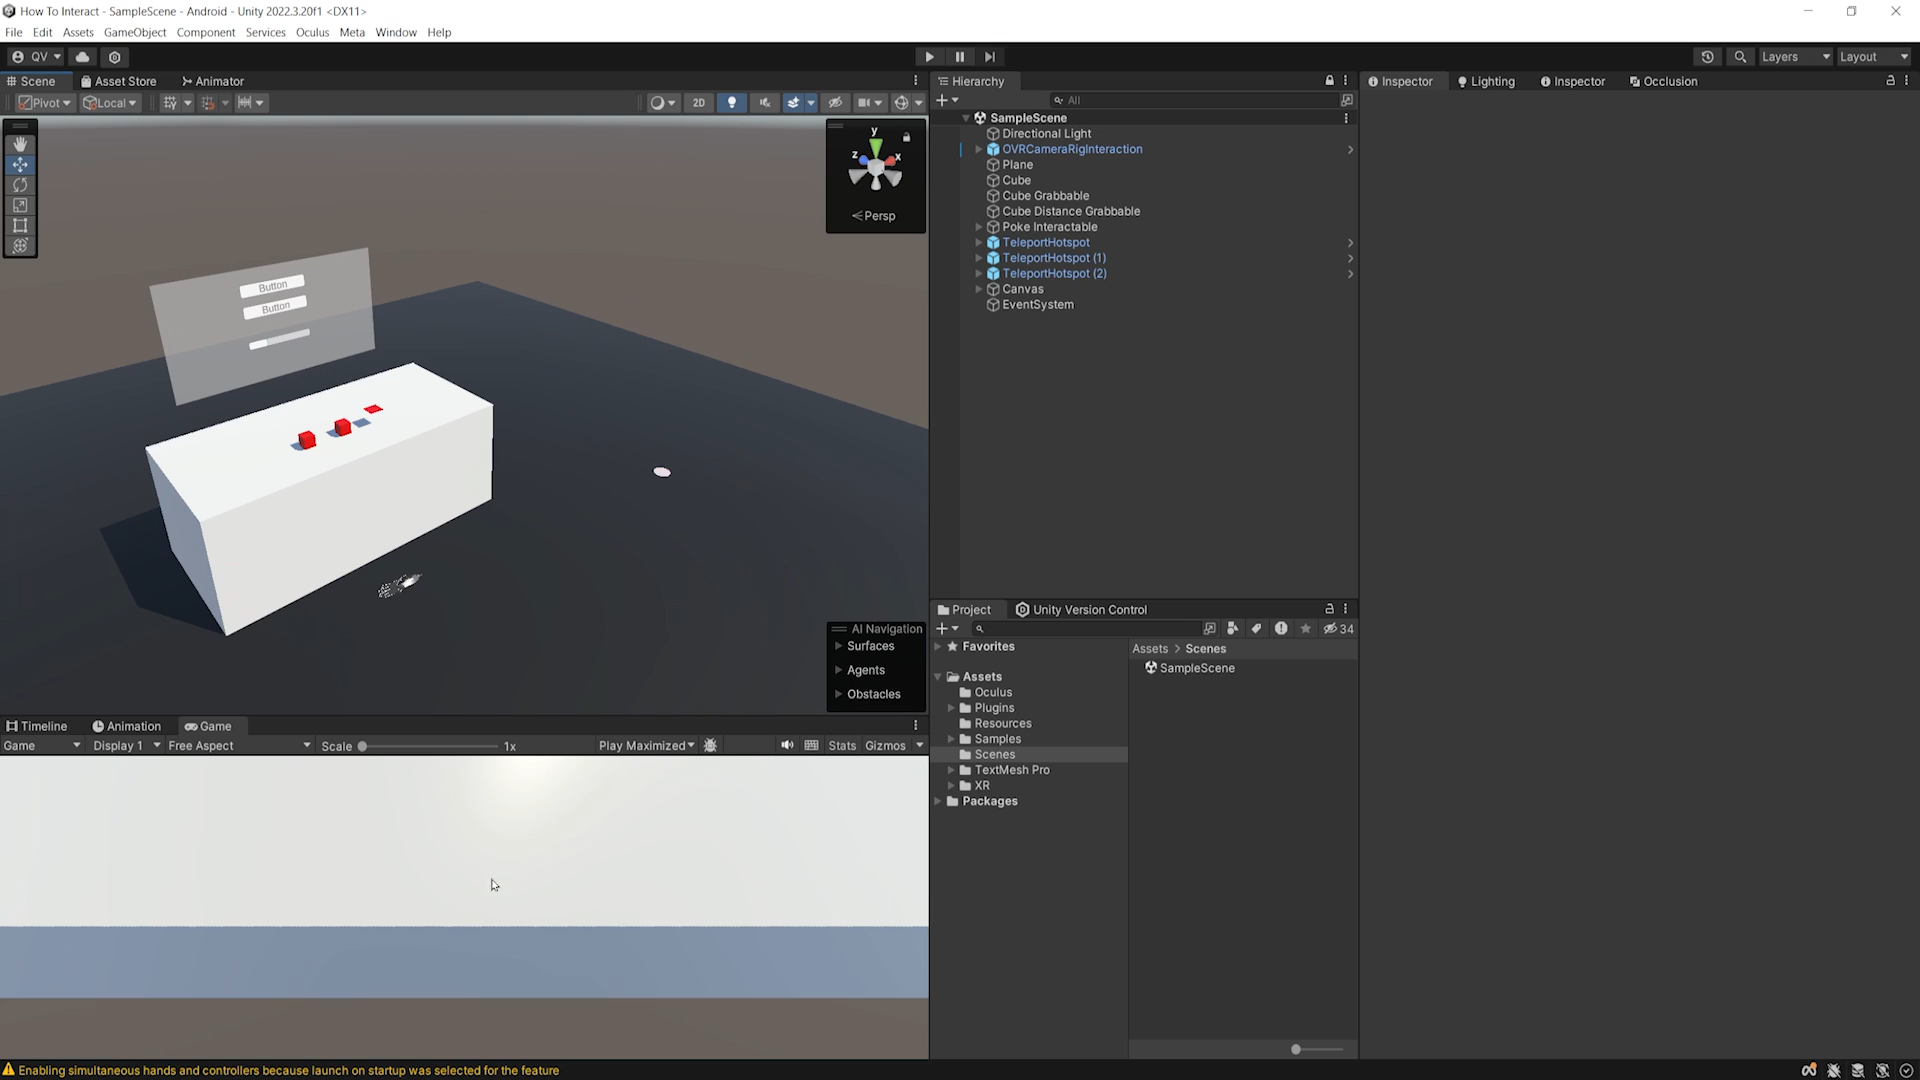 How To Interact - SampleScene - Android - Unity 2022.3.20f1 <DX11>
File Edit Assets GameObject Component Services Oculus Meta Window Help
QV Layers Layout
Scene Asset Store Animator
Pivot Local 2D
y
z x
Persp
Button
Button
AI Navigation
Surfaces
Agents
Obstacles
Timeline Animation Game
Game Display 1 Free Aspect Scale 1x Play Maximized Stats Gizmos
Hierarchy
All
SampleScene
Directional Light
OVRCameraRigInteraction
Plane
Cube
Cube Grabbable
Cube Distance Grabbable
Poke Interactable
TeleportHotspot
TeleportHotspot (1)
TeleportHotspot (2)
Canvas
EventSystem
Project Unity Version Control
34
Favorites
Assets
Oculus
Plugins
Resources
Samples
Scenes
TextMesh Pro
XR
Packages
Assets > Scenes
SampleScene
Inspector Lighting Inspector Occlusion
Enabling simultaneous hands and controllers because launch on startup was selected for the feature